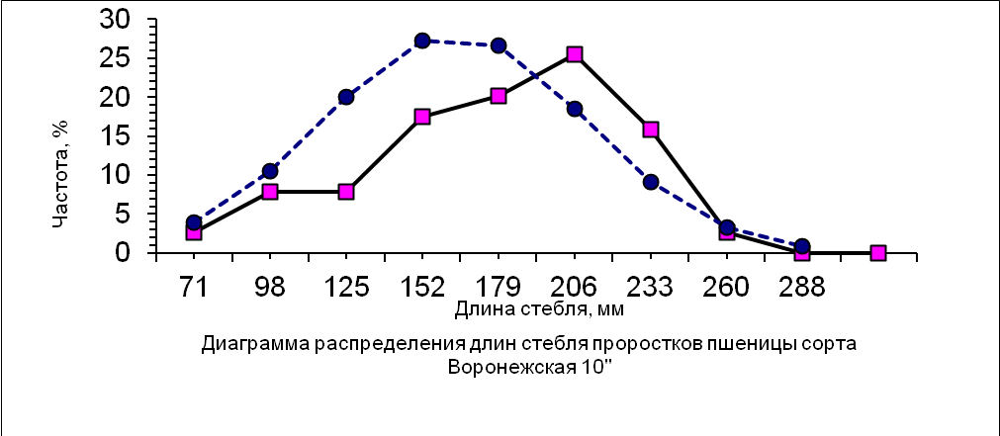 30
25
20
15
10
5
0
Частота, %
71 98 125 152 179 206 233 260 288
Длина стебля, мм
Диаграмма распределения длин стебля проростков пшеницы сорта
Воронежская 10"